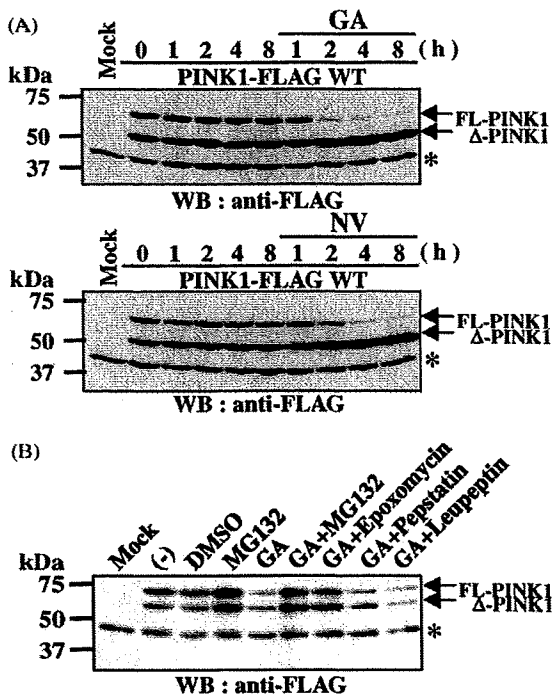 (A)
GA
Mock 0 1 2 4 8 1 2 4 8 (h)
kDa PINK1-FLAG WT
75
50
37
FL-PINK1
Δ-PINK1
*
WB : anti-FLAG
NV
Mock 0 1 2 4 8 1 2 4 8 (h)
kDa PINK1-FLAG WT
75
50
37
FL-PINK1
Δ-PINK1
*
WB : anti-FLAG
(B)
Mock (-) DMSO MG132 GA GA+MG132 GA+Epoxomycin GA+Pepstatin GA+Leupeptin
kDa
75
50
37
FL-PINK1
Δ-PINK1
*
WB : anti-FLAG